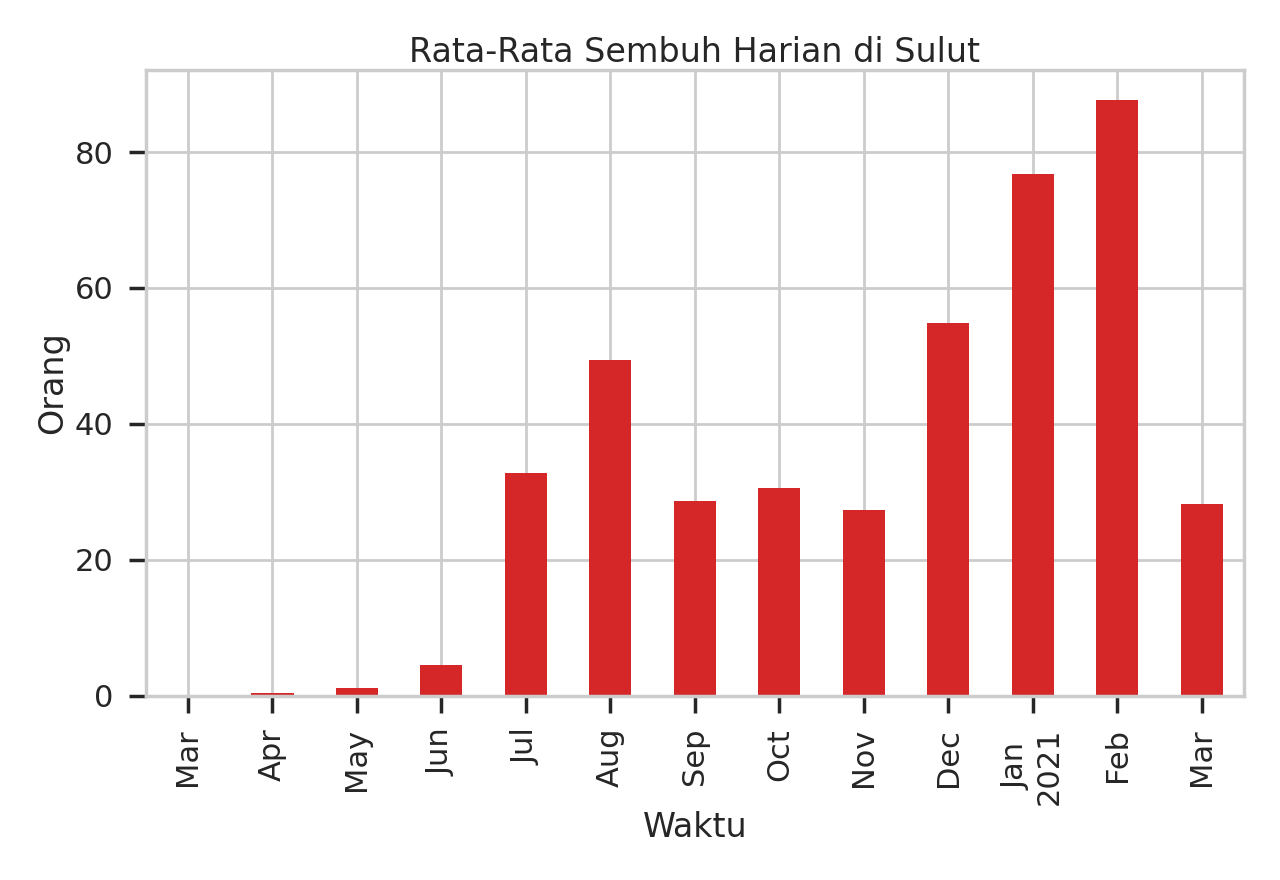 Rata-Rata Sembuh Harian di Sulut
80
60
40
20
0
Orang
Mar
Apr
May
Jun
Jul
Aug
Sep
Oct
Nov
Dec
Jan
2021
Feb
Mar
Waktu